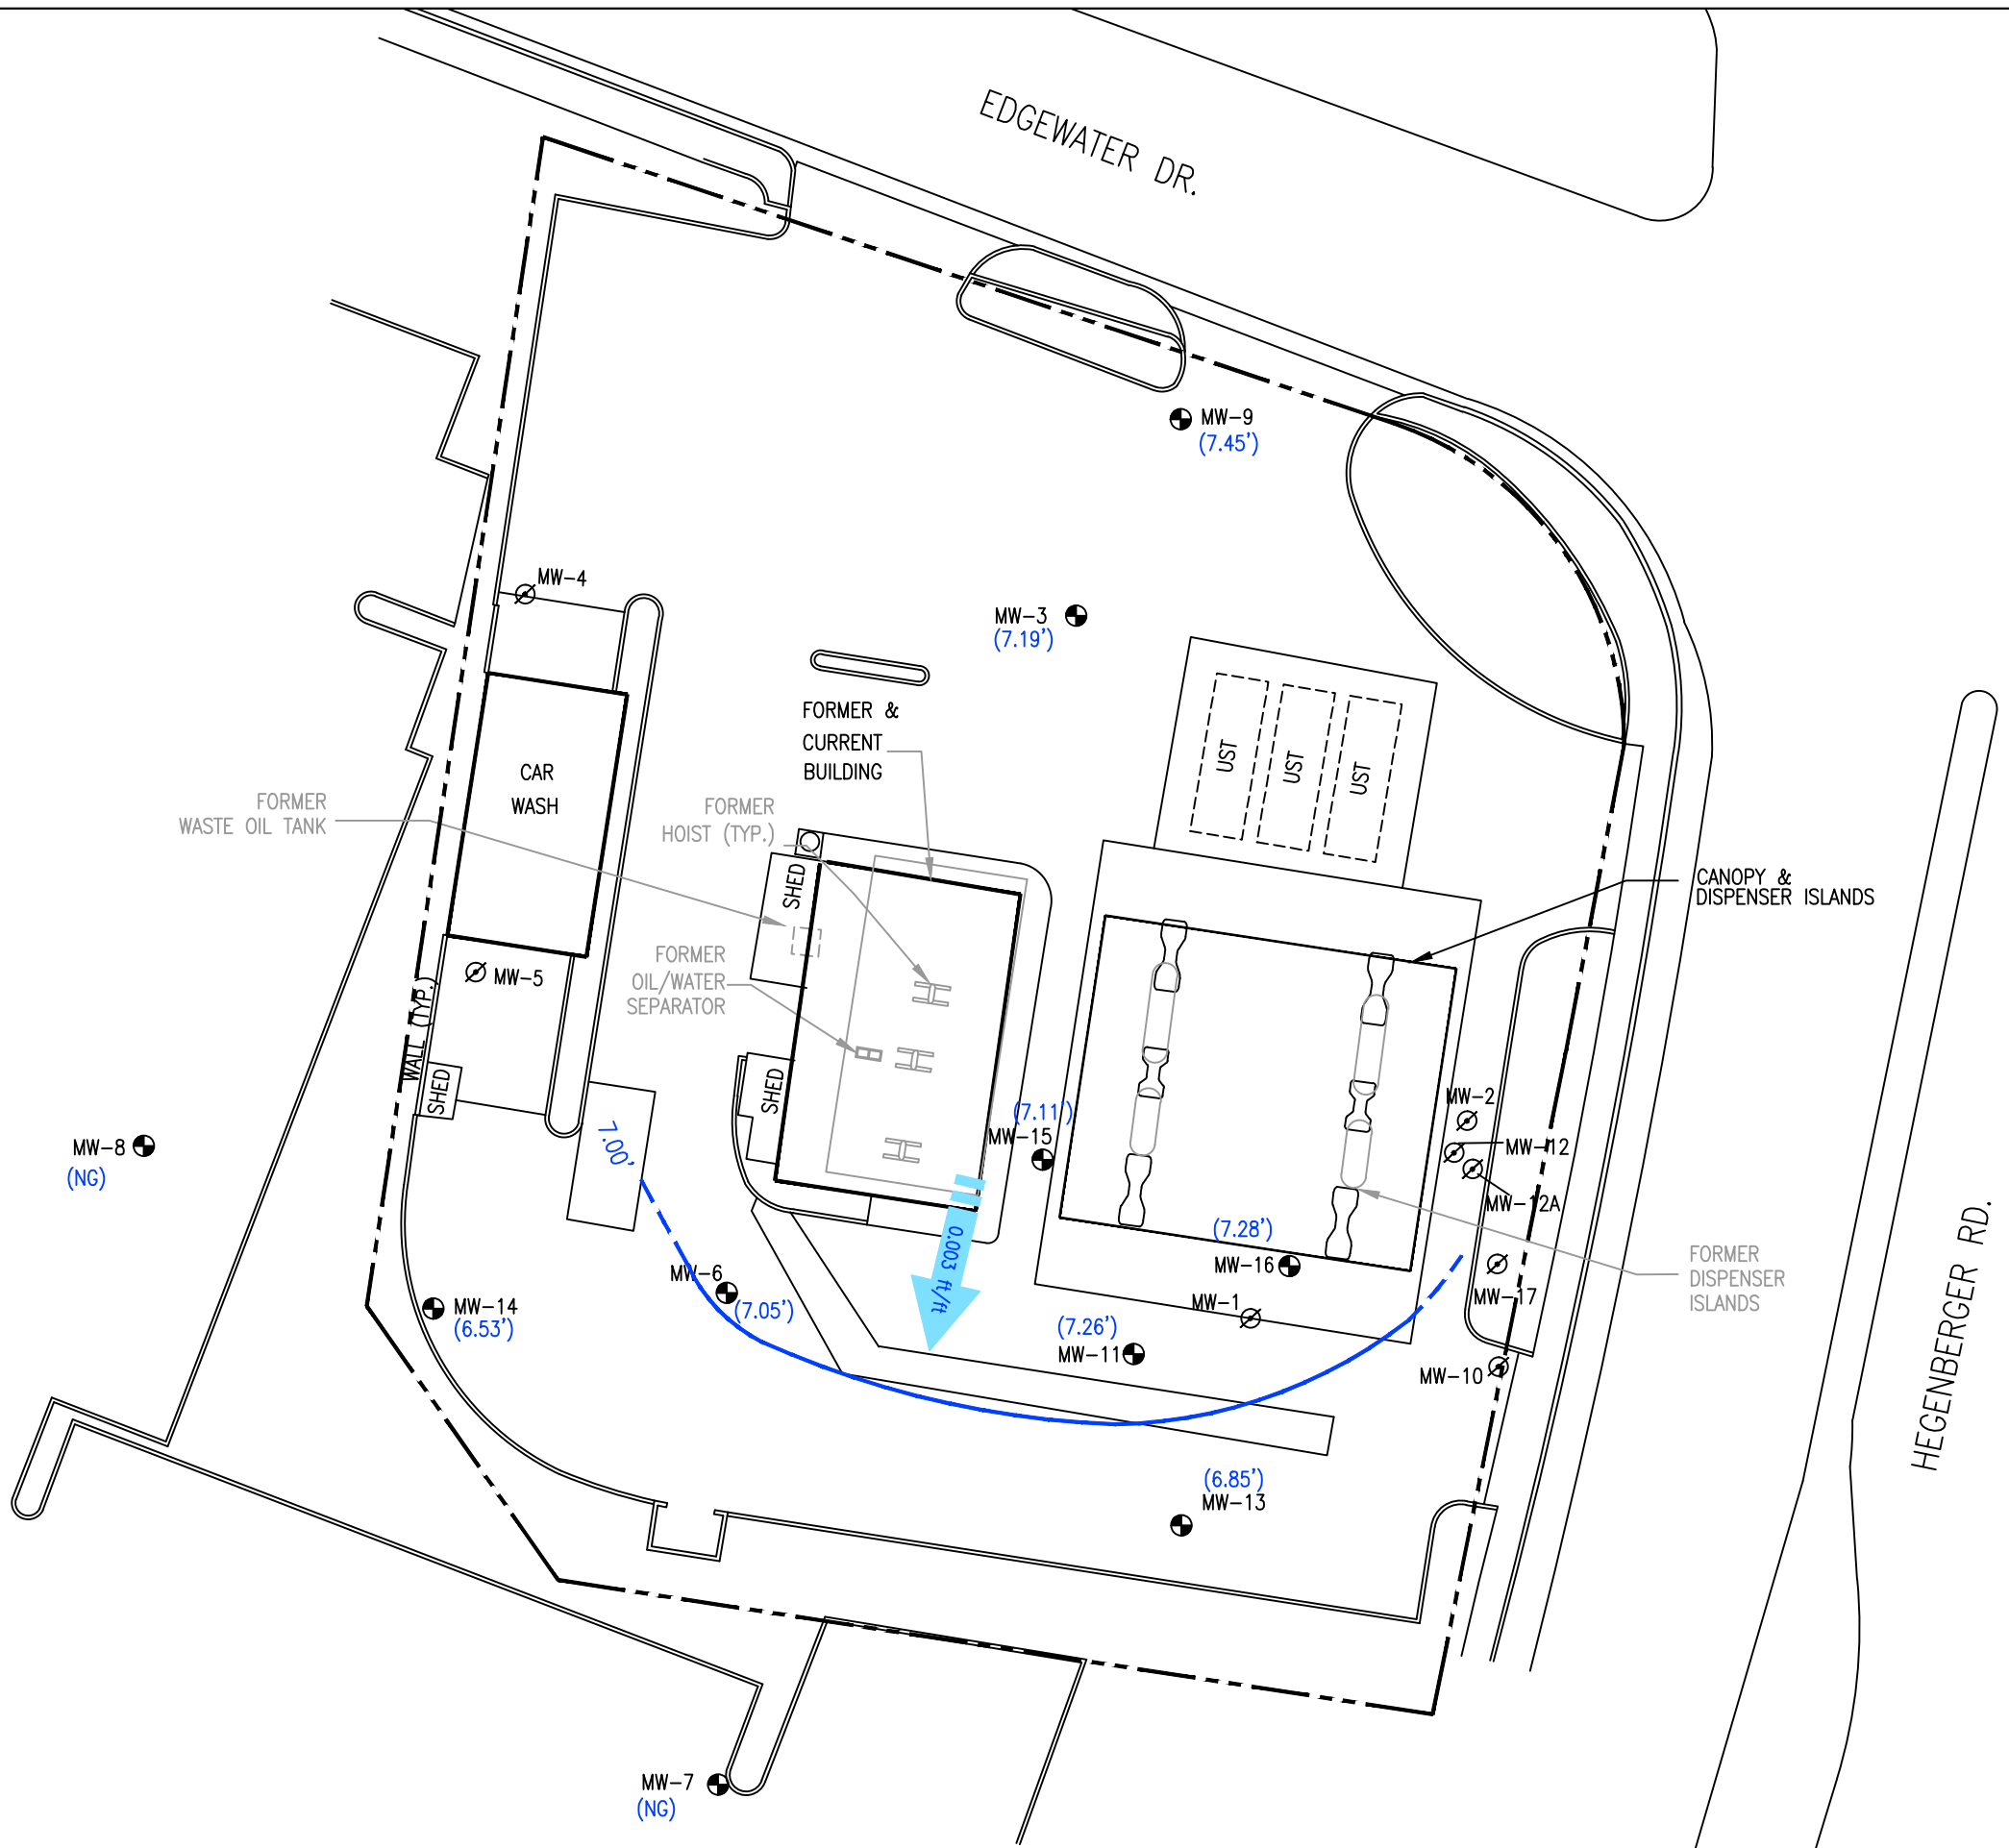 EDGEWATER DR.
MW-9
(7.45')
MW-4
MW-3
(7.19')
FORMER &
CURRENT
BUILDING
UST
UST
UST
CAR
WASH
FORMER
WASTE OIL TANK
FORMER
HOIST (TYP.)
SHED
CANOPY &
DISPENSER ISLANDS
FORMER
OIL/WATER
SEPARATOR
MW-5
WALL (TYP.)
SHED
SHED
(7.11')
MW-15
MW-2
MW-12
MW-12A
MW-8
(NG)
7.00'
HEGENBERGER RD.
(7.28')
MW-16
0.003 ft/ft
FORMER
DISPENSER
ISLANDS
MW-6
(7.05')
MW-14
(6.53')
MW-1
MW-17
(7.26')
MW-11
MW-10
(6.85')
MW-13
MW-7
(NG)